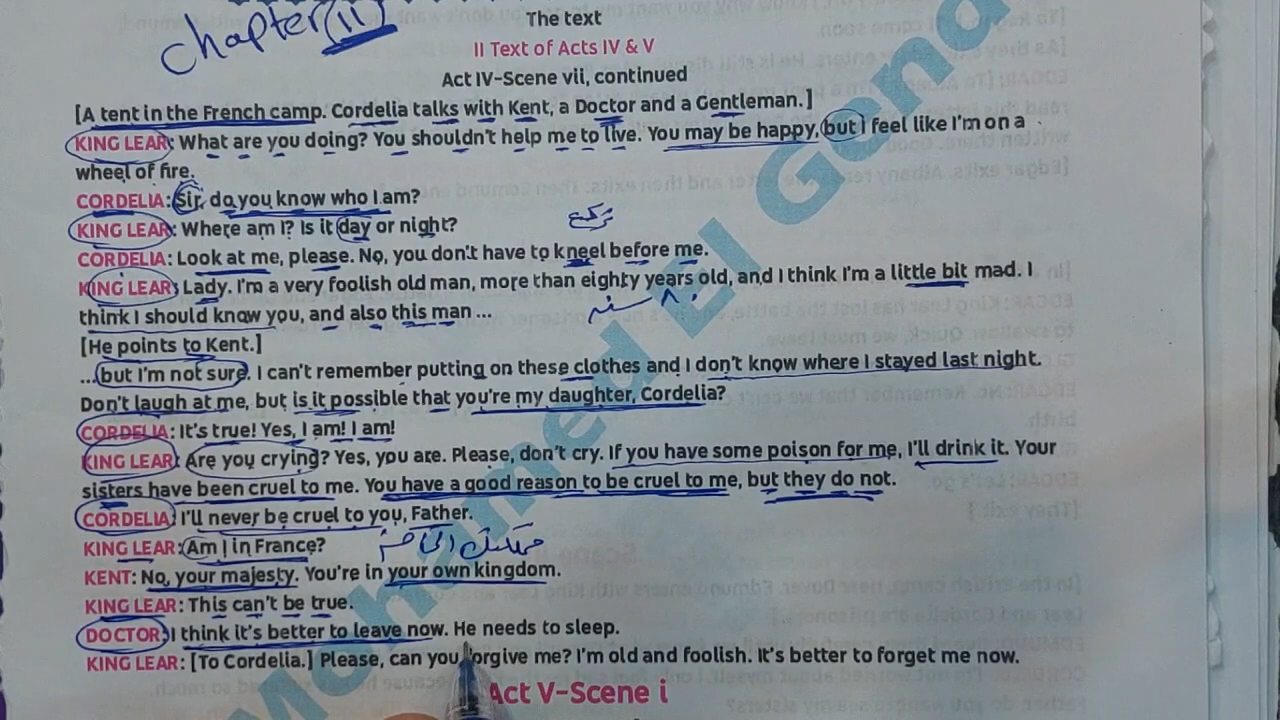 Chapter (11)
The text
II Text of Acts IV & V
Act IV-Scene vii, continued
[A tent in the French camp. Cordelia talks with Kent, a Doctor and a Gentleman.]
KING LEAR: What are you doing? You shouldn't help me to live. You may be happy, but I feel like I'm on a
wheel of fire.
CORDELIA: Sir, do you know who I am?
KING LEAR: Where am I? Is it day or night?
تركع
CORDELIA: Look at me, please. No, you don't have to kneel before me.
KING LEAR: Lady. I'm a very foolish old man, more than eighty years old, and I think I'm a little bit mad. I
٨٠ سنه
think I should know you, and also this man ...
[He points to Kent.]
...but I'm not sure. I can't remember putting on these clothes and I don't know where I stayed last night.
Don't laugh at me, but is it possible that you're my daughter, Cordelia?
CORDELIA: It's true! Yes, I am! I am!
KING LEAR: Are you crying? Yes, you are. Please, don't cry. If you have some poison for me, I'll drink it. Your
sisters have been cruel to me. You have a good reason to be cruel to me, but they do not.
CORDELIA: I'll never be cruel to you, Father.
KING LEAR: Am I in France?
KENT: No, your majesty. You're in your own kingdom.
KING LEAR: This can't be true.
DOCTOR: I think it's better to leave now. He needs to sleep.
KING LEAR: [To Cordelia.] Please, can you forgive me? I'm old and foolish. It's better to forget me now.
Act V-Scene i
Mohamed El Gend